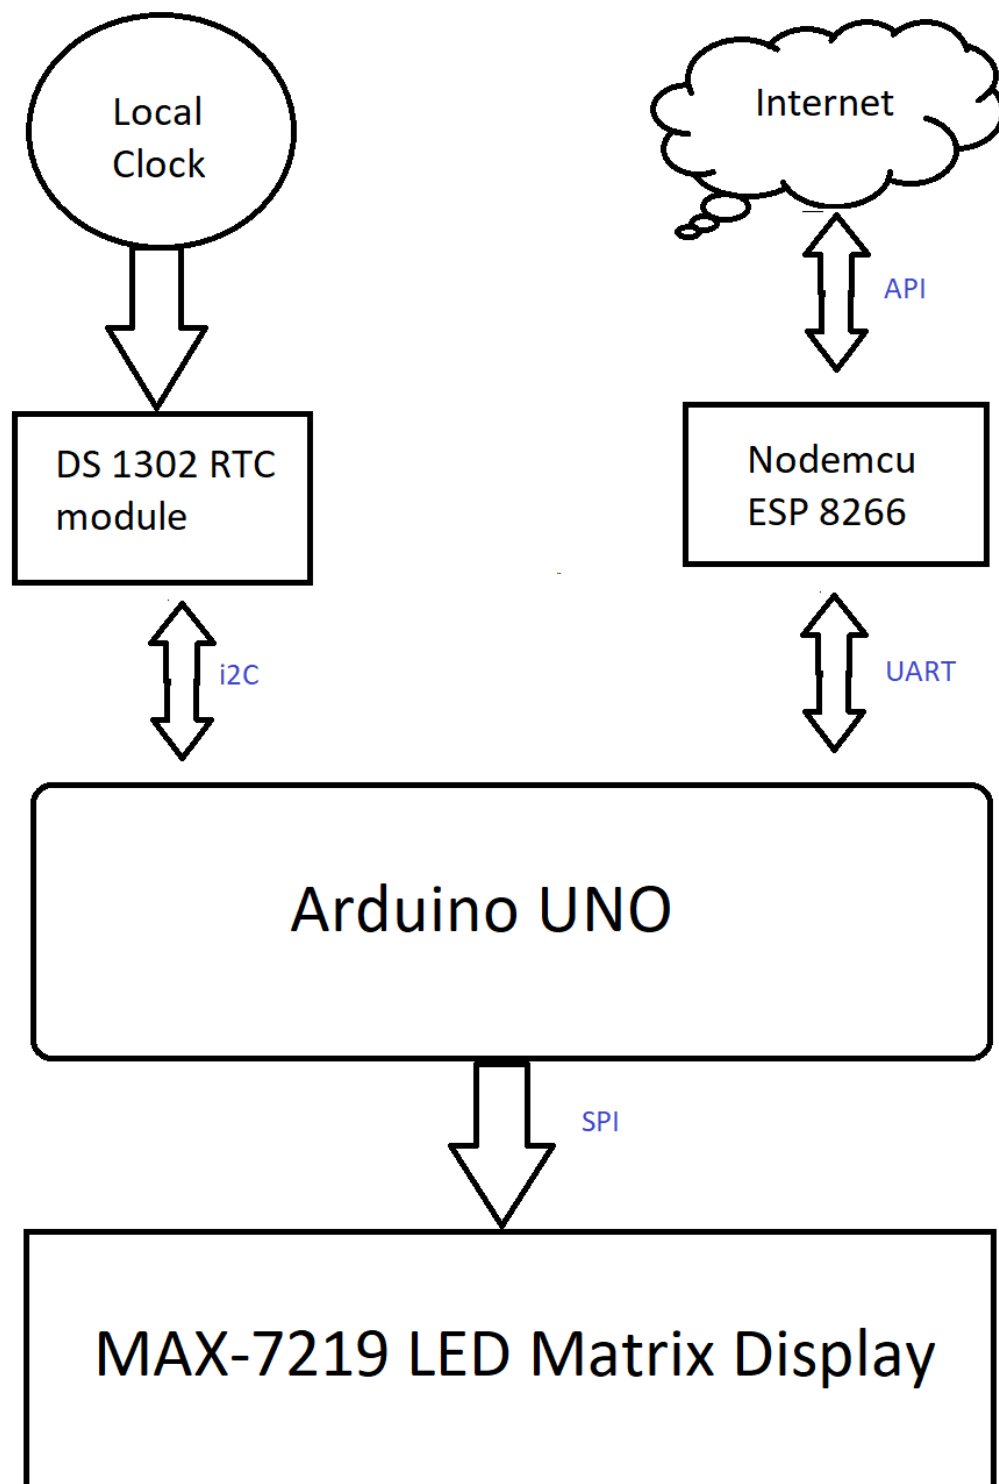 Local
Clock
Internet
API
DS 1302 RTC
module
Nodemcu
ESP 8266
i2C
UART
Arduino UNO
SPI
MAX-7219 LED Matrix Display